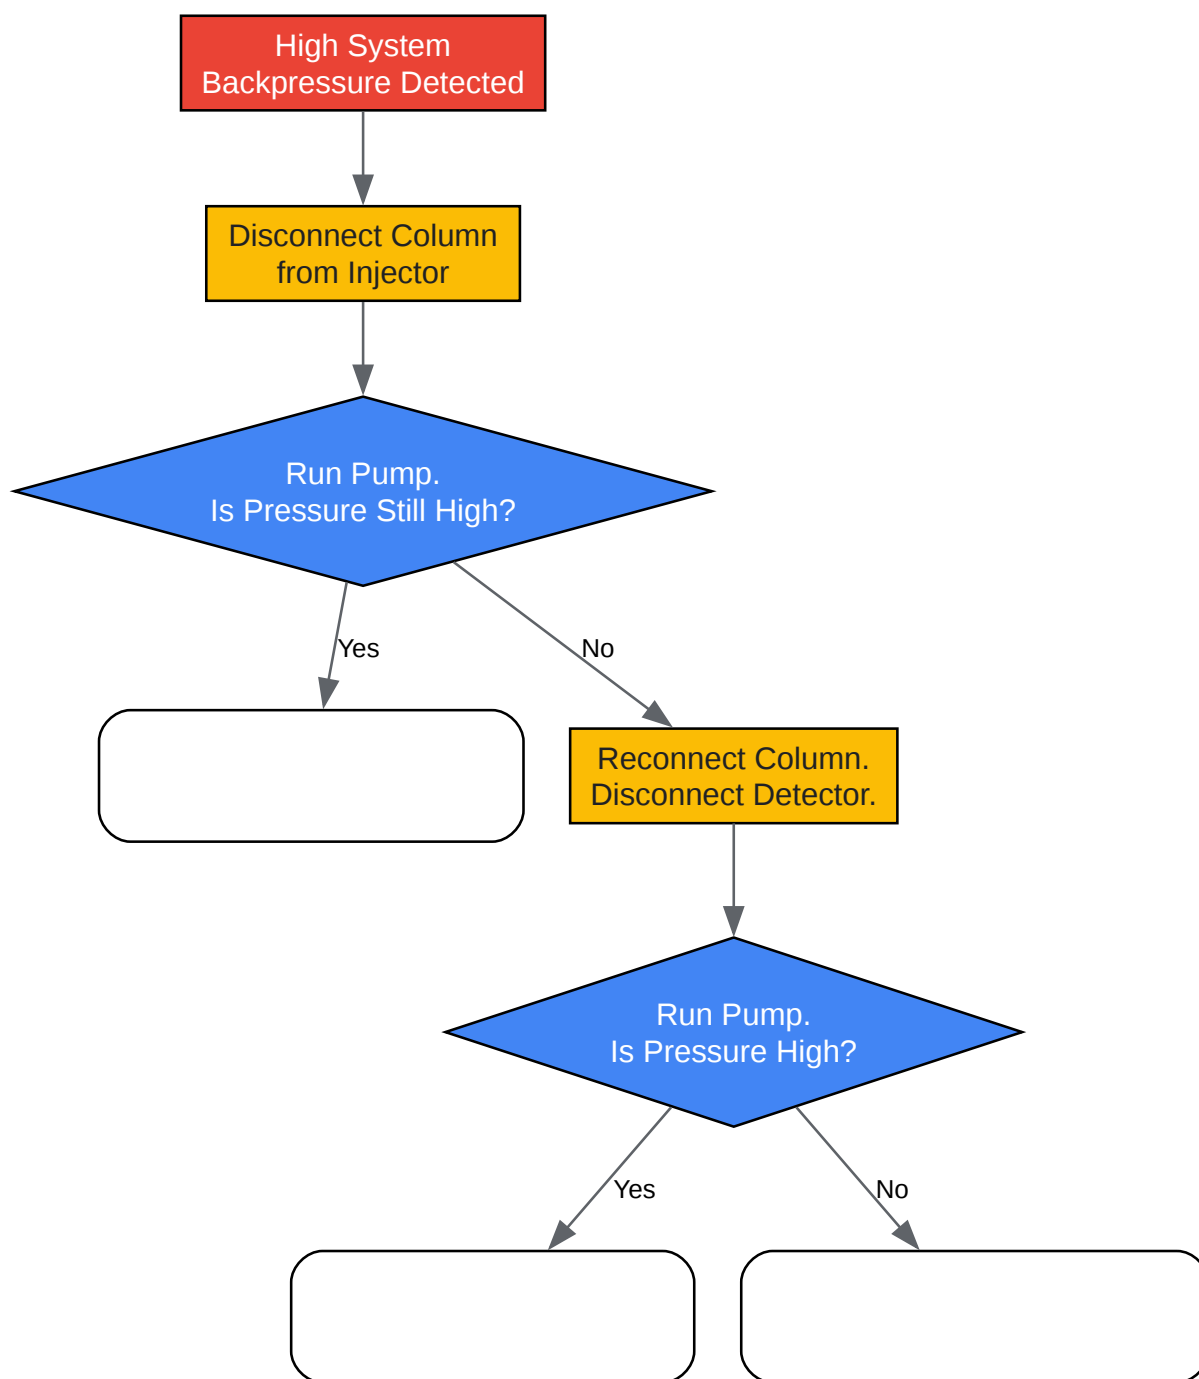 High System
Backpressure Detected
Disconnect Column
from Injector
Run Pump.
Is Pressure Still High?
Yes
No
Reconnect Column.
Disconnect Detector.
Run Pump.
Is Pressure High?
Yes
No